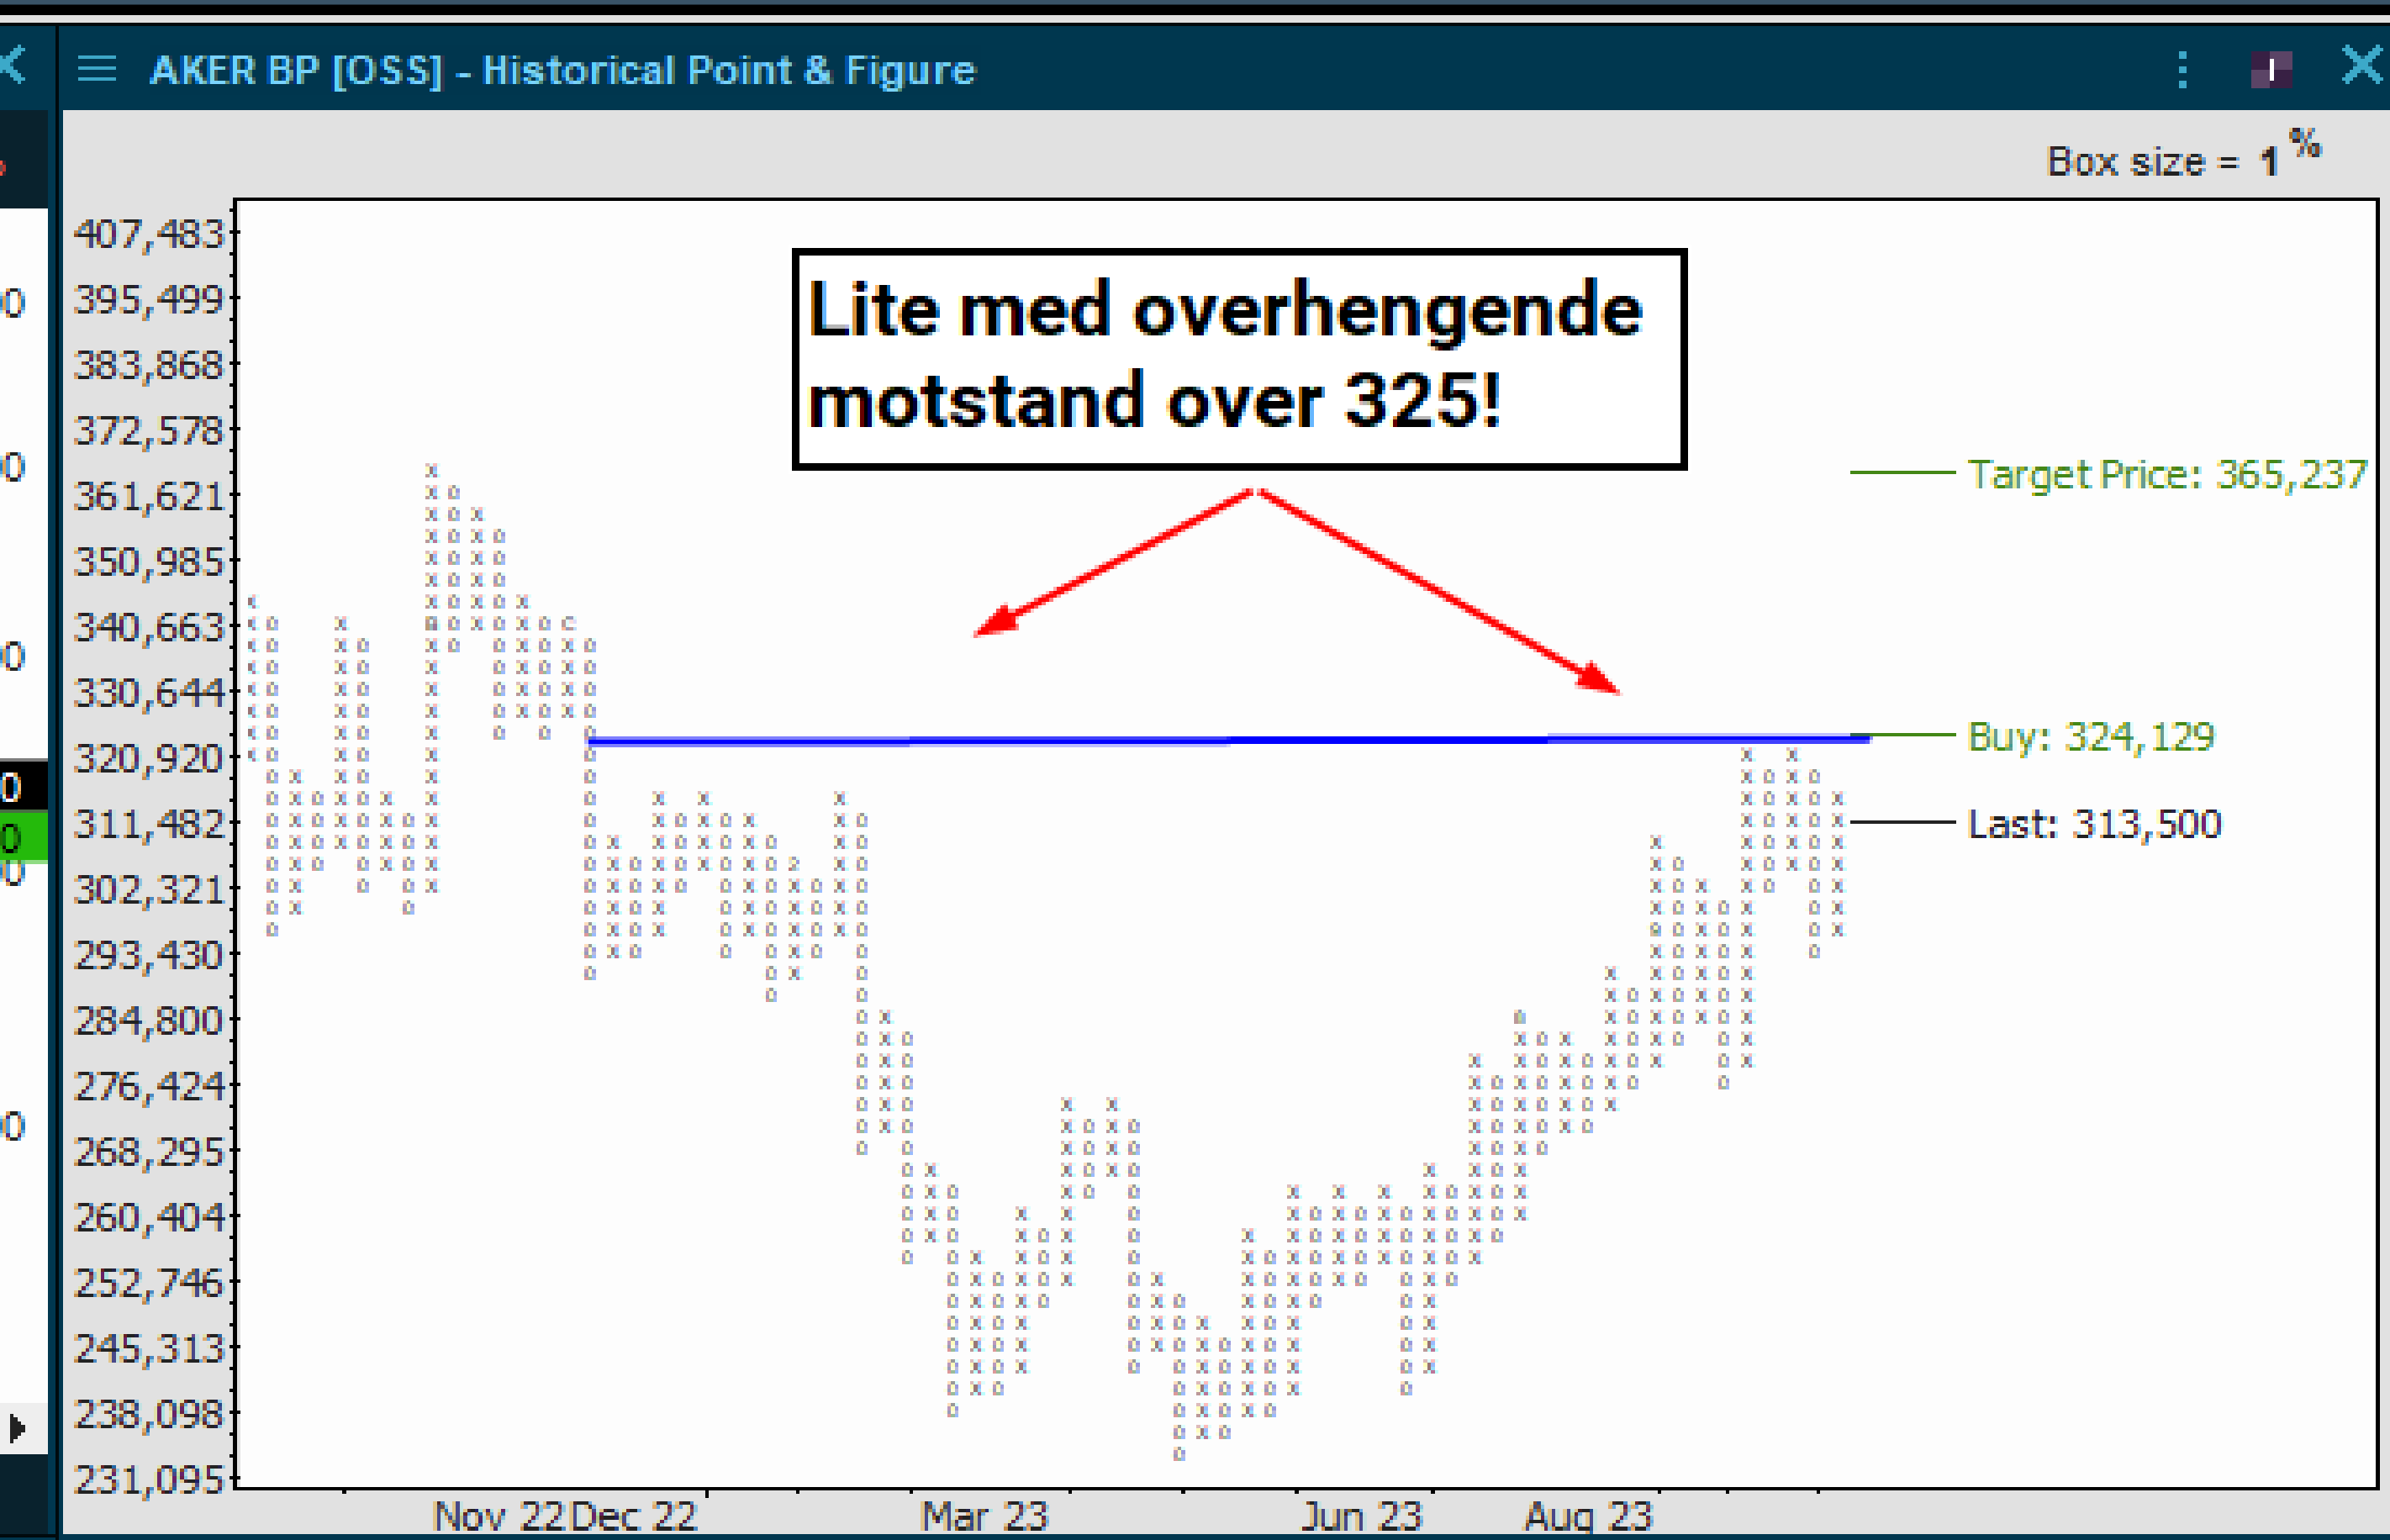 AKER BP [OSS] - Historical Point & Figure
Box size = 1 %
407,483
395,499
383,868
372,578
361,621
350,985
340,663
330,644
320,920
311,482
302,321
293,430
284,800
276,424
268,295
260,404
252,746
245,313
238,098
231,095
Lite med overhengende
motstand over 325!
Target Price: 365,237
Buy: 324,129
Last: 313,500
Nov 22 Dec 22 Mar 23 Jun 23 Aug 23